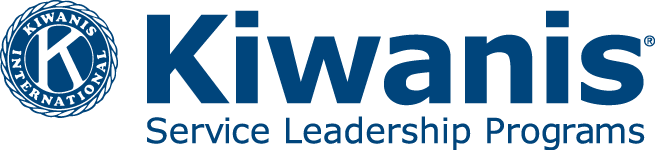 KIWANIS
K
INTERNATIONAL
Kiwanis®
Service Leadership Programs